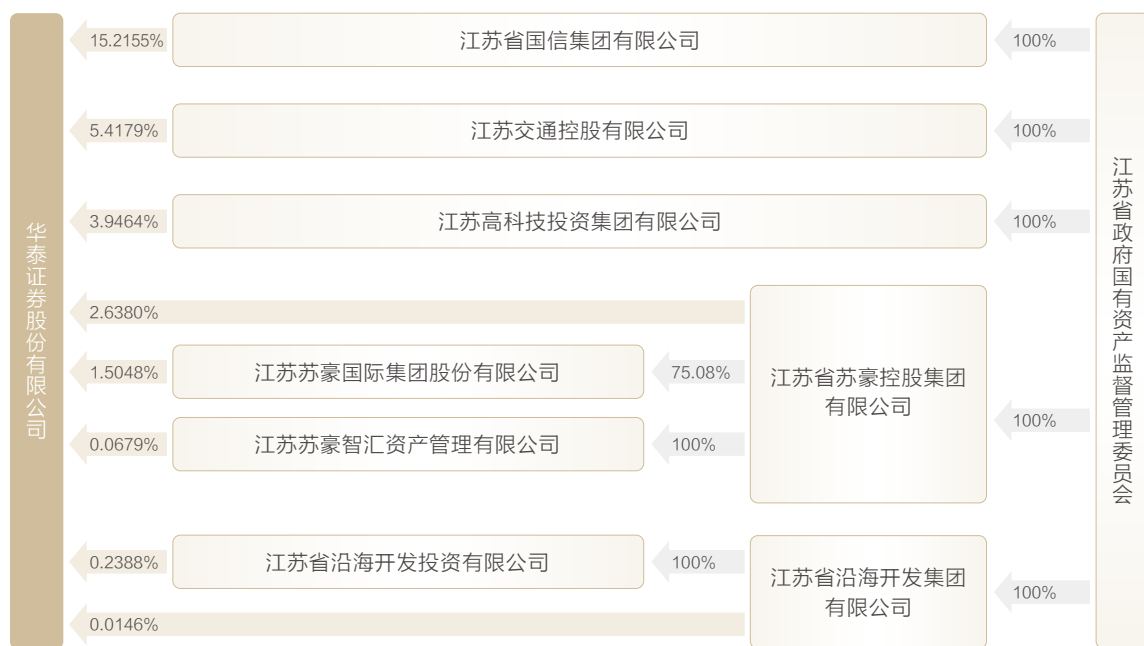 华泰证券股份有限公司
15.2155%
江苏省国信集团有限公司
100%
5.4179%
江苏交通控股有限公司
100%
3.9464%
江苏高科技投资集团有限公司
100%
2.6380%
1.5048%
江苏苏豪国际集团股份有限公司
75.08%
0.0679%
江苏苏豪智汇资产管理有限公司
100%
江苏省苏豪控股集团
有限公司
100%
0.2388%
江苏省沿海开发投资有限公司
100%
0.0146%
江苏省沿海开发集团
有限公司
100%
江苏省政府国有资产监督管理委员会